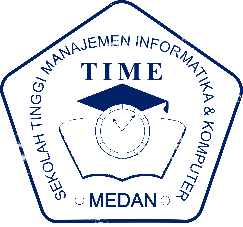 SEKOLAH TINGGI MANAJEMEN INFORMATIKA & KOMPUTER
TIME
MEDAN